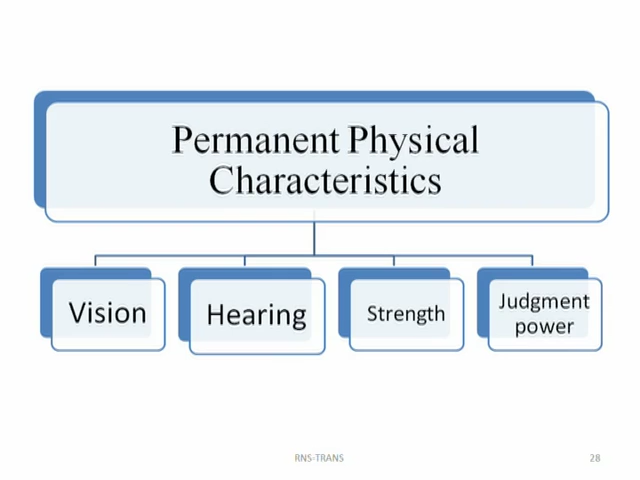 Permanent Physical
Characteristics
Vision
Hearing
Strength
Judgment
power
RNS-TRANS
28